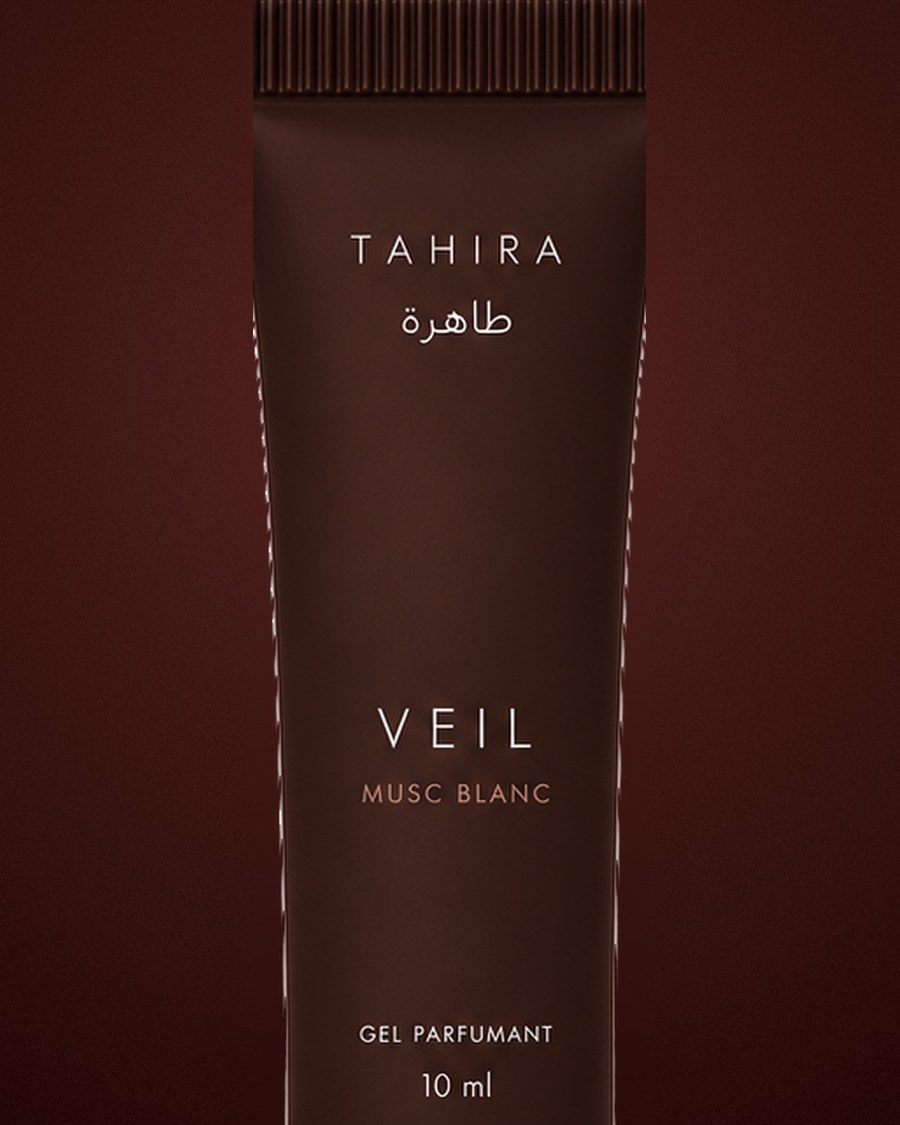 TAHIRA
طاهرة
VEIL
MUSC BLANC
GEL PARFUMANT
10 ml